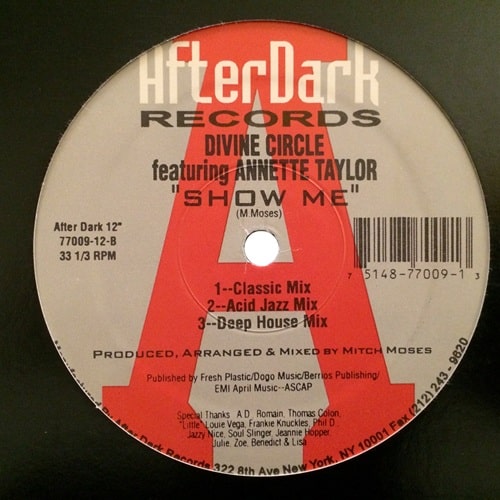 AfterDark
RECORDS
DIVINE CIRCLE
featuring ANNETTE TAYLOR
"SHOW ME"
(M.Moses)
After Dark 12"
77009-12-B
33 1/3 RPM
7 5148-77009-1 3
1--Classic Mix
2--Acid Jazz Mix
3--Deep House Mix
PRODUCED, ARRANGED & MIXED BY MITCH MOSES
Published by Fresh Plastic/Dogo Music/Berrios Publishing/
EMI April Music--ASCAP
Special Thanks A.D. Romain, Thomas Colon,
"Little" Louie Vega, Frankie Knuckles, Phil D.,
Jazzy Nice, Soul Slinger, Jeannie Hopper,
Julie, Zoe, Benedict & Lisa
by After Dark Records 322 8th Ave New York, NY 10001 Fax (212)243-9620